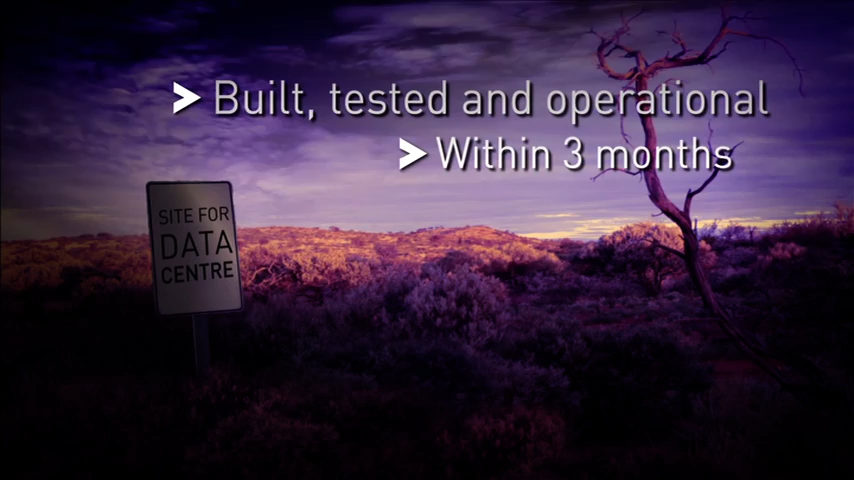 > Built, tested and operational
> Within 3 months
SITE FOR
DATA
CENTRE